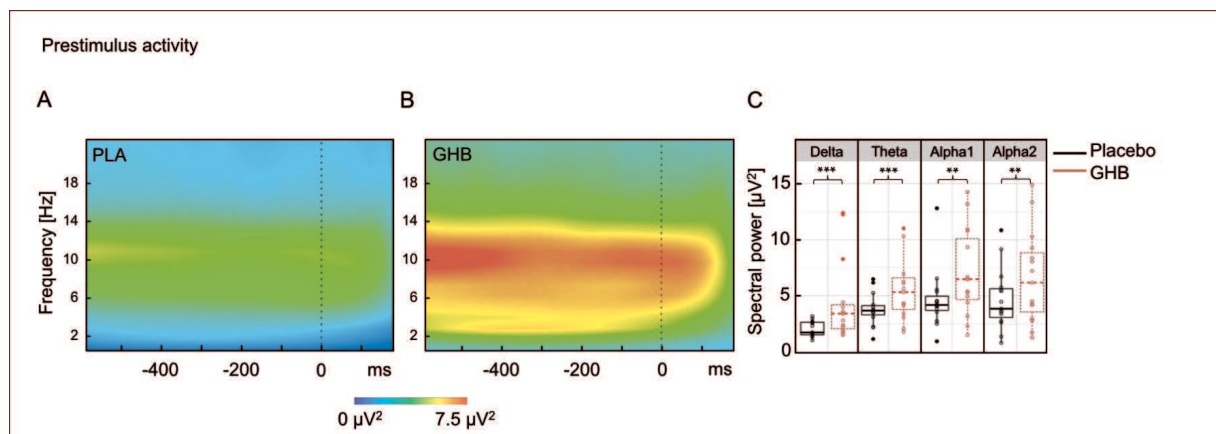 Prestimulus activity
A
B
C
PLA
GHB
Frequency [Hz]
18
14
10
6
2
-400
-200
0
ms
-400
-200
0
ms
18
14
10
6
2
0 µV²
7.5 µV²
Delta
Theta
Alpha1
Alpha2
***
***
**
**
Spectral power [µV²]
15
10
5
0
Placebo
GHB